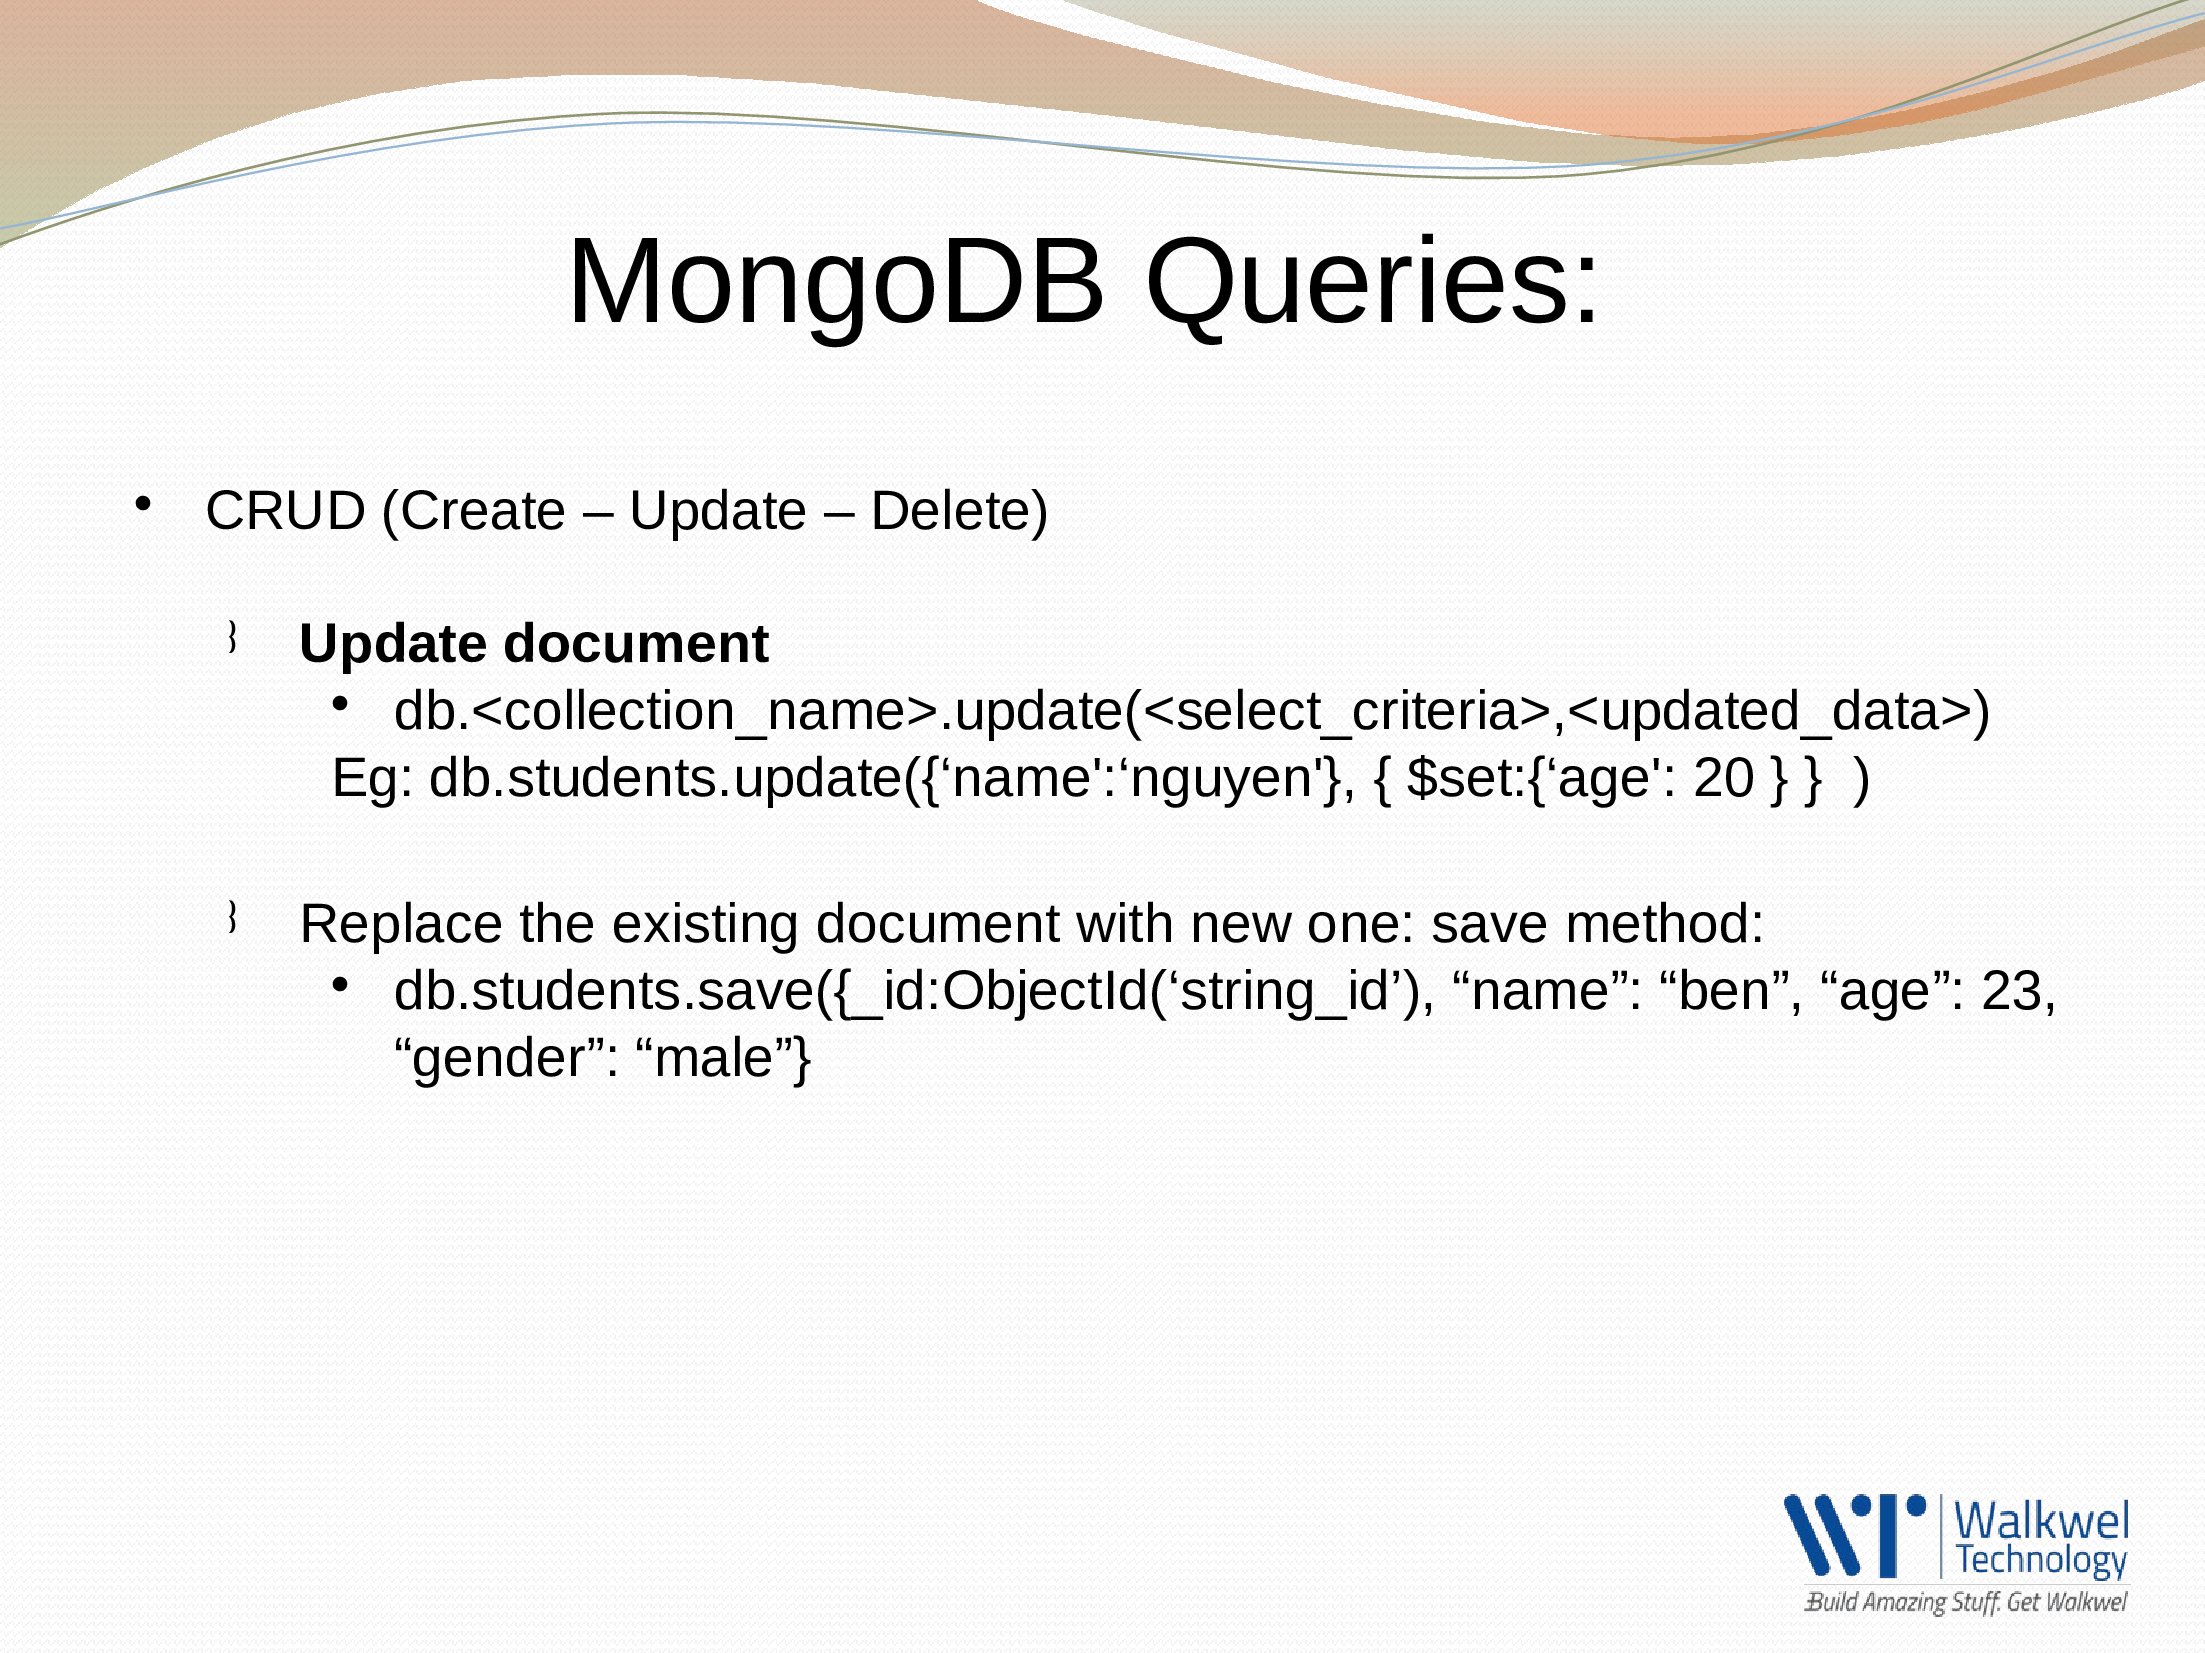 MongoDB Queries:
• CRUD (Create – Update – Delete)
} Update document
• db.<collection_name>.update(<select_criteria>,<updated_data>)
Eg: db.students.update({‘name':‘nguyen'}, { $set:{‘age': 20 } }  )
} Replace the existing document with new one: save method:
• db.students.save({_id:ObjectId(‘string_id’), “name”: “ben”, “age”: 23,
“gender”: “male”}
WT Walkwel
Technology
Build Amazing Stuff. Get Walkwel